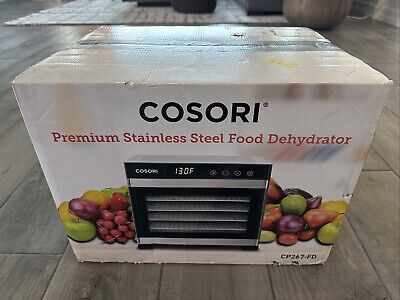 COSORI®
Premium Stainless Steel Food Dehydrator
COSORI
130F
CP267-FD